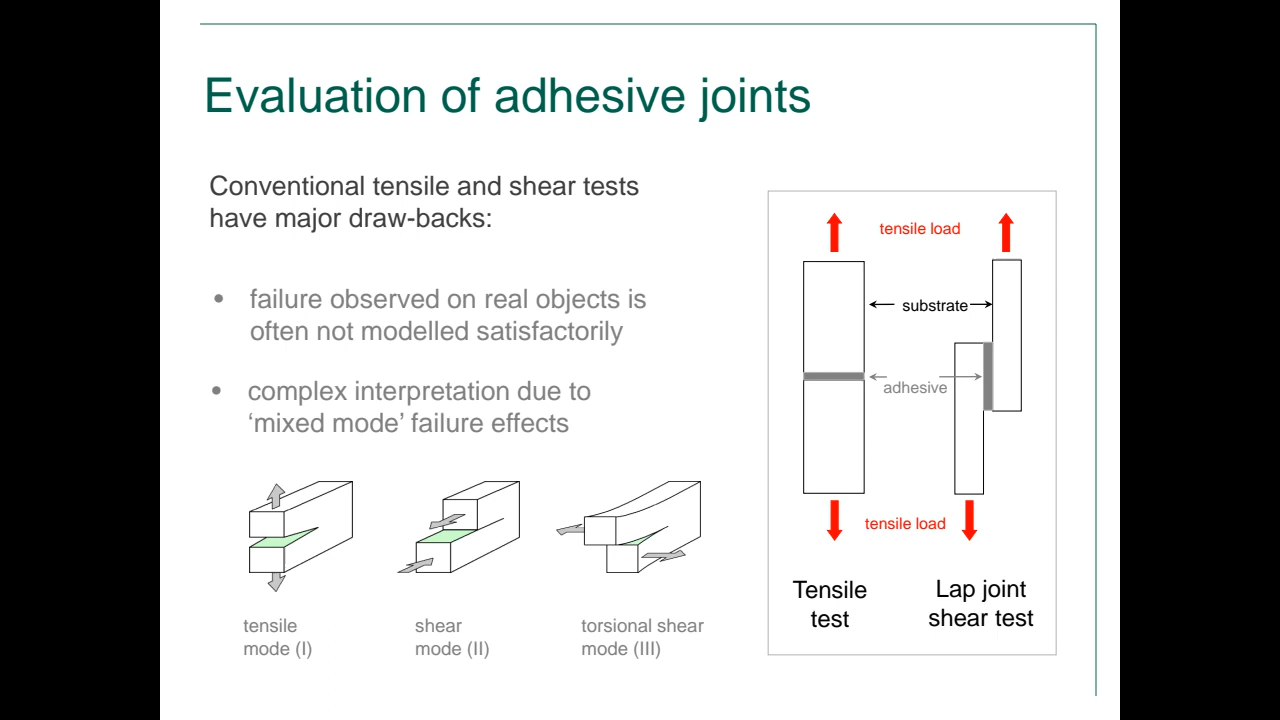 Evaluation of adhesive joints
Conventional tensile and shear tests
have major draw-backs:
• failure observed on real objects is
often not modelled satisfactorily
• complex interpretation due to
‘mixed mode’ failure effects
tensile
mode (I)
shear
mode (II)
torsional shear
mode (III)
tensile load
substrate
adhesive
tensile load
Tensile
test
Lap joint
shear test